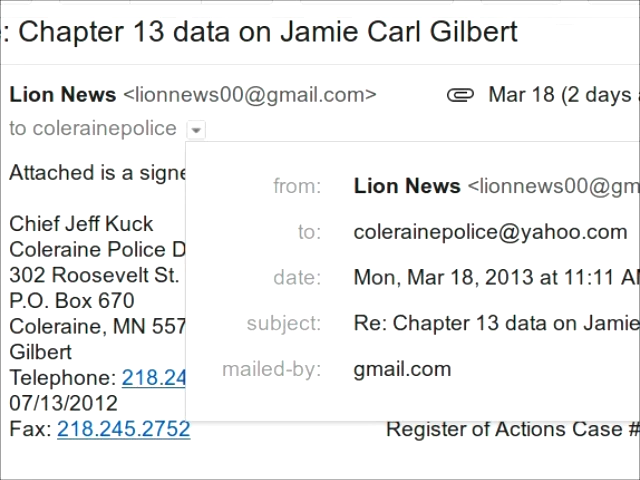 : Chapter 13 data on Jamie Carl Gilbert
Lion News <lionnews00@gmail.com> Mar 18 (2 days
to colerainepolice
Attached is a signe
from: Lion News <lionnews00@gm
to: colerainepolice@yahoo.com
date: Mon, Mar 18, 2013 at 11:11 AM
subject: Re: Chapter 13 data on Jamie
mailed-by: gmail.com
Chief Jeff Kuck
Coleraine Police D
302 Roosevelt St.
P.O. Box 670
Coleraine, MN 557
Gilbert
Telephone: 218.24
07/13/2012
Fax: 218.245.2752 Register of Actions Case #